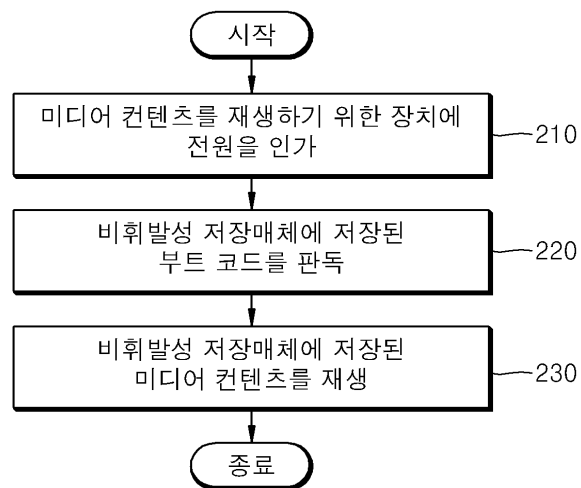 시작
미디어 컨텐츠를 재생하기 위한 장치에
전원을 인가
210
비휘발성 저장매체에 저장된
부트 코드를 판독
220
비휘발성 저장매체에 저장된
미디어 컨텐츠를 재생
230
종료